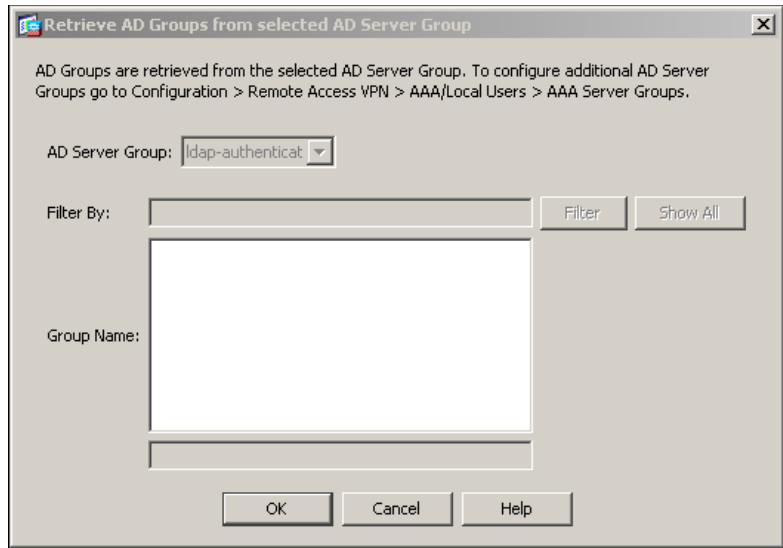 Retrieve AD Groups from selected AD Server Group
AD Groups are retrieved from the selected AD Server Group. To configure additional AD Server
Groups go to Configuration > Remote Access VPN > AAA/Local Users > AAA Server Groups.
AD Server Group: ldap-authenticat
Filter By: Filter Show All
Group Name:
OK Cancel Help